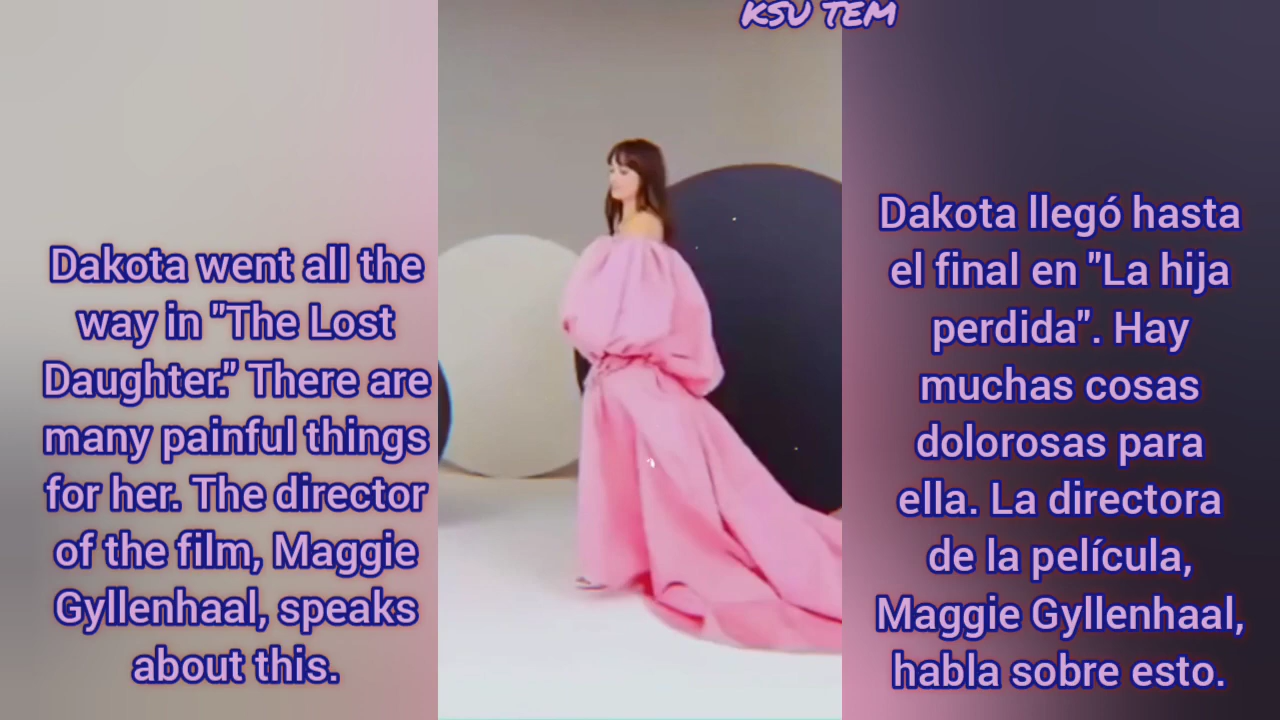 KSU TEM
Dakota went all the
way in "The Lost
Daughter." There are
many painful things
for her. The director
of the film, Maggie
Gyllenhaal, speaks
about this.
Dakota llegó hasta
el final en "La hija
perdida". Hay
muchas cosas
dolorosas para
ella. La directora
de la película,
Maggie Gyllenhaal,
habla sobre esto.